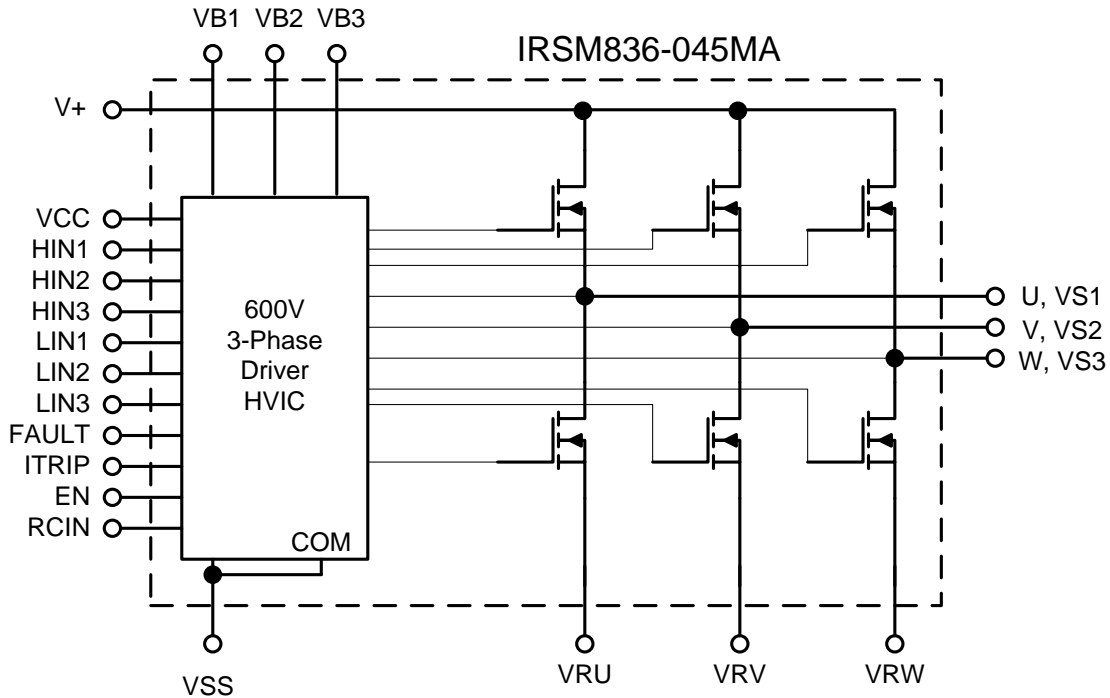 VB1 VB2 VB3
IRSM836-045MA
V+
VCC
HIN1
HIN2
HIN3
LIN1
LIN2
LIN3
FAULT
ITRIP
EN
RCIN
600V
3-Phase
Driver
HVIC
COM
U, VS1
V, VS2
W, VS3
VSS
VRU
VRV
VRW